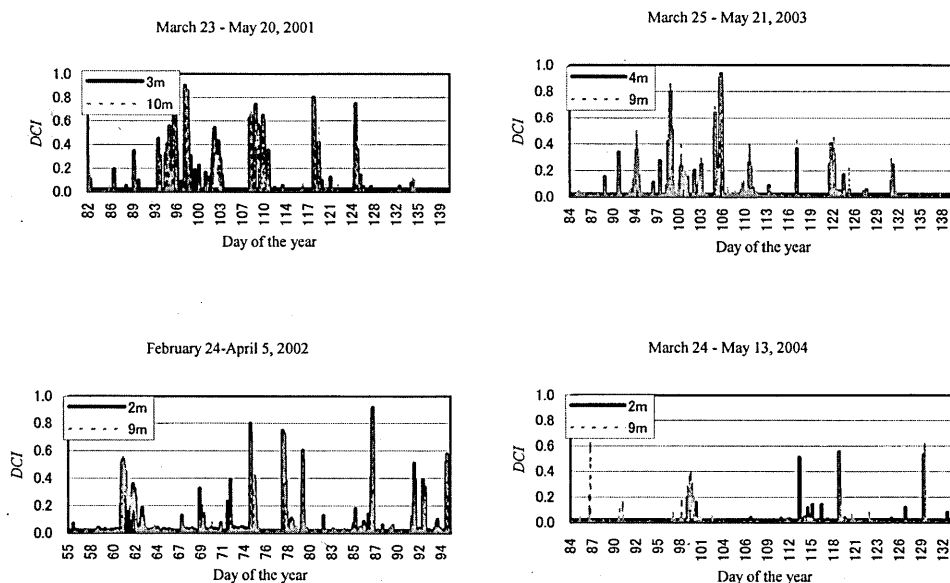 March 23 - May 20, 2001
DCI
1.0
0.8
0.6
0.4
0.2
0.0
3m
10m
82 86 89 93 96 100 103 107 110 114 117 121 124 128 132 135 139
Day of the year
March 25 - May 21, 2003
DCI
1.0
0.8
0.6
0.4
0.2
0.0
4m
9m
84 87 90 94 97 100 103 106 110 113 116 119 122 126 129 132 135 138
Day of the year
February 24-April 5, 2002
DCI
1.0
0.8
0.6
0.4
0.2
0.0
2m
9m
55 57 60 62 64 67 69 71 74 76 78 80 83 85 87 90 92 94
Day of the year
March 24 - May 13, 2004
DCI
1.0
0.8
0.6
0.4
0.2
0.0
2m
9m
84 87 90 92 95 98 101 104 106 109 112 115 118 121 123 126 129 132
Day of the year